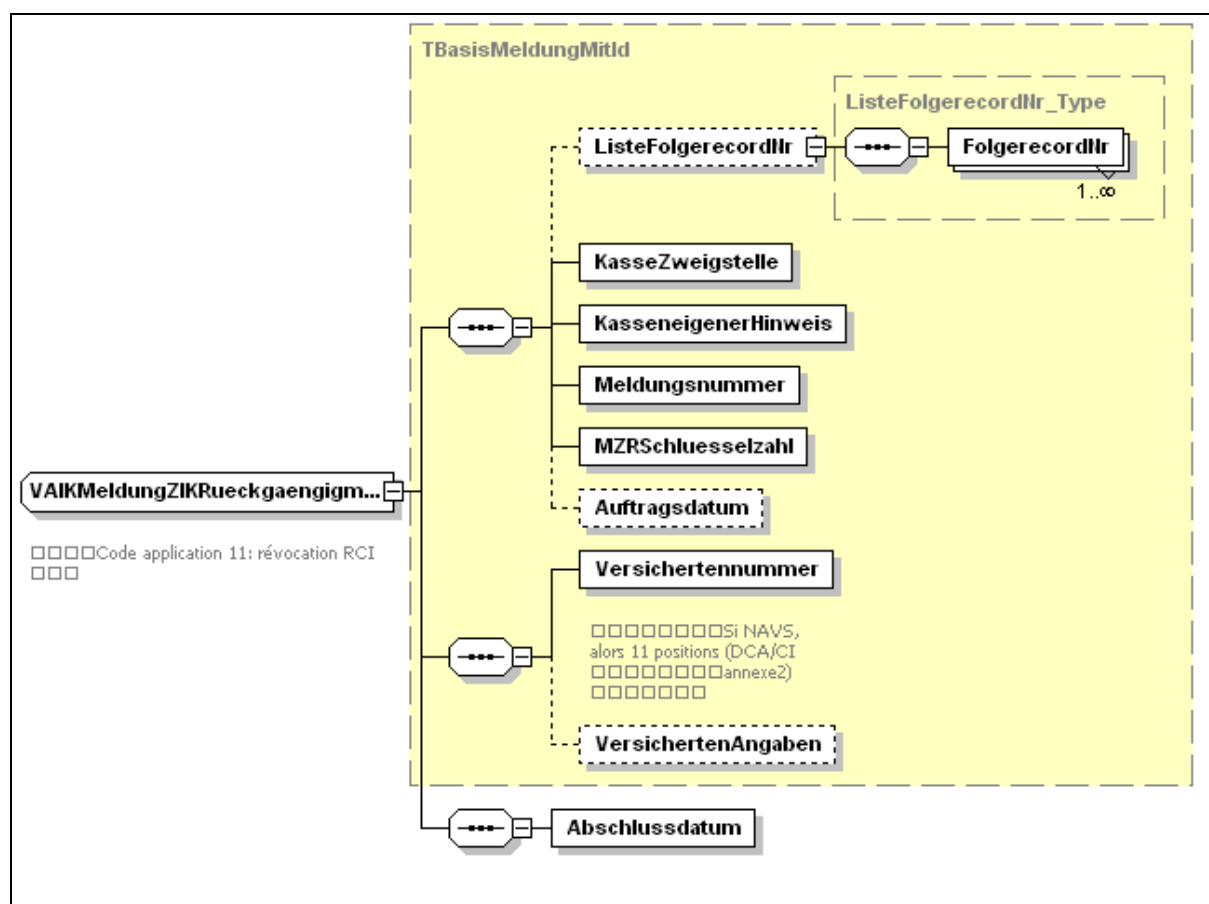 TBasisMeldungMitId
ListeFolgerecordNr_Type
ListeFolgerecordNr
FolgerecordNr
1..∞
KasseZweigstelle
KasseneigenerHinweis
Meldungsnummer
MZRSchluesselzahl
VAIKMeldungZIKRueckgaengigm...
□□□□Code application 11: révocation RCI
□□□
Auftragsdatum
Versichertennummer
□□□□□□□□Si NAVS,
alors 11 positions (DCA/CI
□□□□□□□□annexe2)
□□□□□□□
VersichertenAngaben
Abschlussdatum